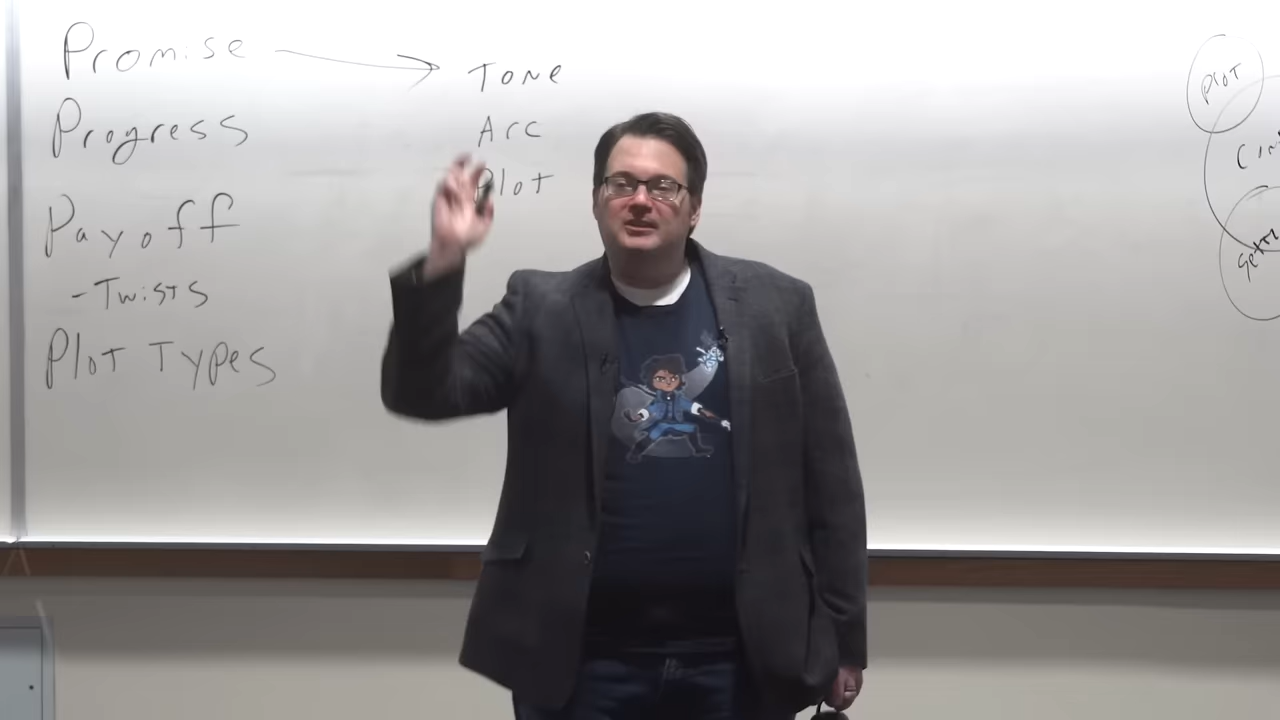 Promise → Tone
Progress
Arc
Plot
Payoff
- Twists
Plot Types
Plot